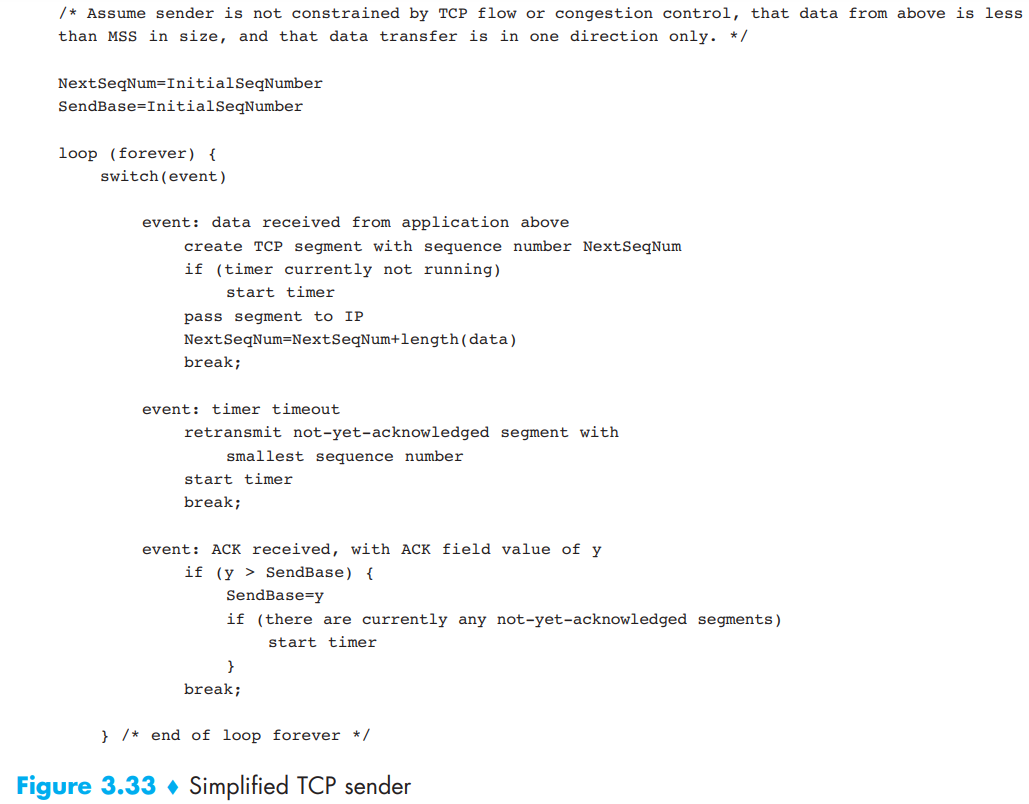 /* Assume sender is not constrained by TCP flow or congestion control, that data from above is less
than MSS in size, and that data transfer is in one direction only. */
NextSeqNum=InitialSeqNumber
SendBase=InitialSeqNumber
loop (forever) {
switch(event)
event: data received from application above
create TCP segment with sequence number NextSeqNum
if (timer currently not running)
start timer
pass segment to IP
NextSeqNum=NextSeqNum+length(data)
break;
event: timer timeout
retransmit not-yet-acknowledged segment with
smallest sequence number
start timer
break;
event: ACK received, with ACK field value of y
if (y > SendBase) {
SendBase=y
if (there are currently any not-yet-acknowledged segments)
start timer
}
break;
} /* end of loop forever */
Figure 3.33 ♦ Simplified TCP sender